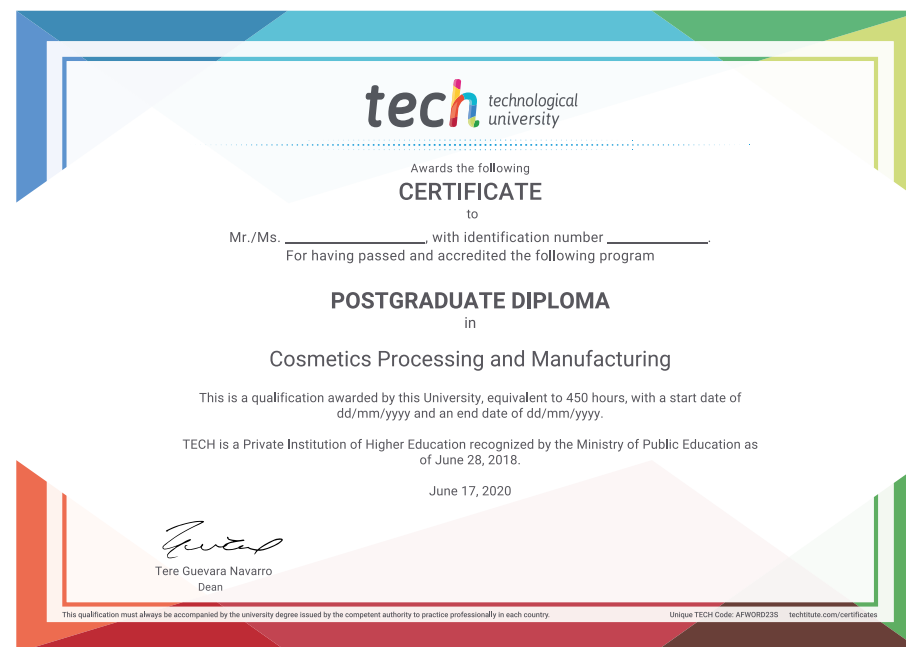 tech technological
university
Awards the following
CERTIFICATE
to
Mr./Ms. ____________________, with identification number ______________.
For having passed and accredited the following program
POSTGRADUATE DIPLOMA
in
Cosmetics Processing and Manufacturing
This is a qualification awarded by this University, equivalent to 450 hours, with a start date of
dd/mm/yyyy and an end date of dd/mm/yyyy.
TECH is a Private Institution of Higher Education recognized by the Ministry of Public Education as
of June 28, 2018.
June 17, 2020
Tere Guevara Navarro
Dean
This qualification must always be accompanied by the university degree issued by the competent authority to practice professionally in each country. Unique TECH Code: AFWORD23S techtitute.com/certificates